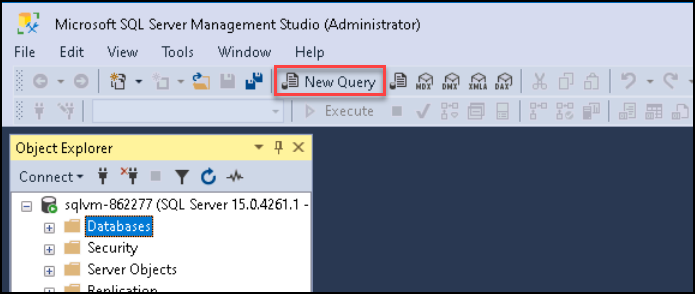 Microsoft SQL Server Management Studio (Administrator)
File Edit View Tools Window Help
New Query MDX DMX XMLA DAX
Execute
Object Explorer
Connect
sqlvm-862277 (SQL Server 15.0.4261.1 -
Databases
Security
Server Objects
Replication